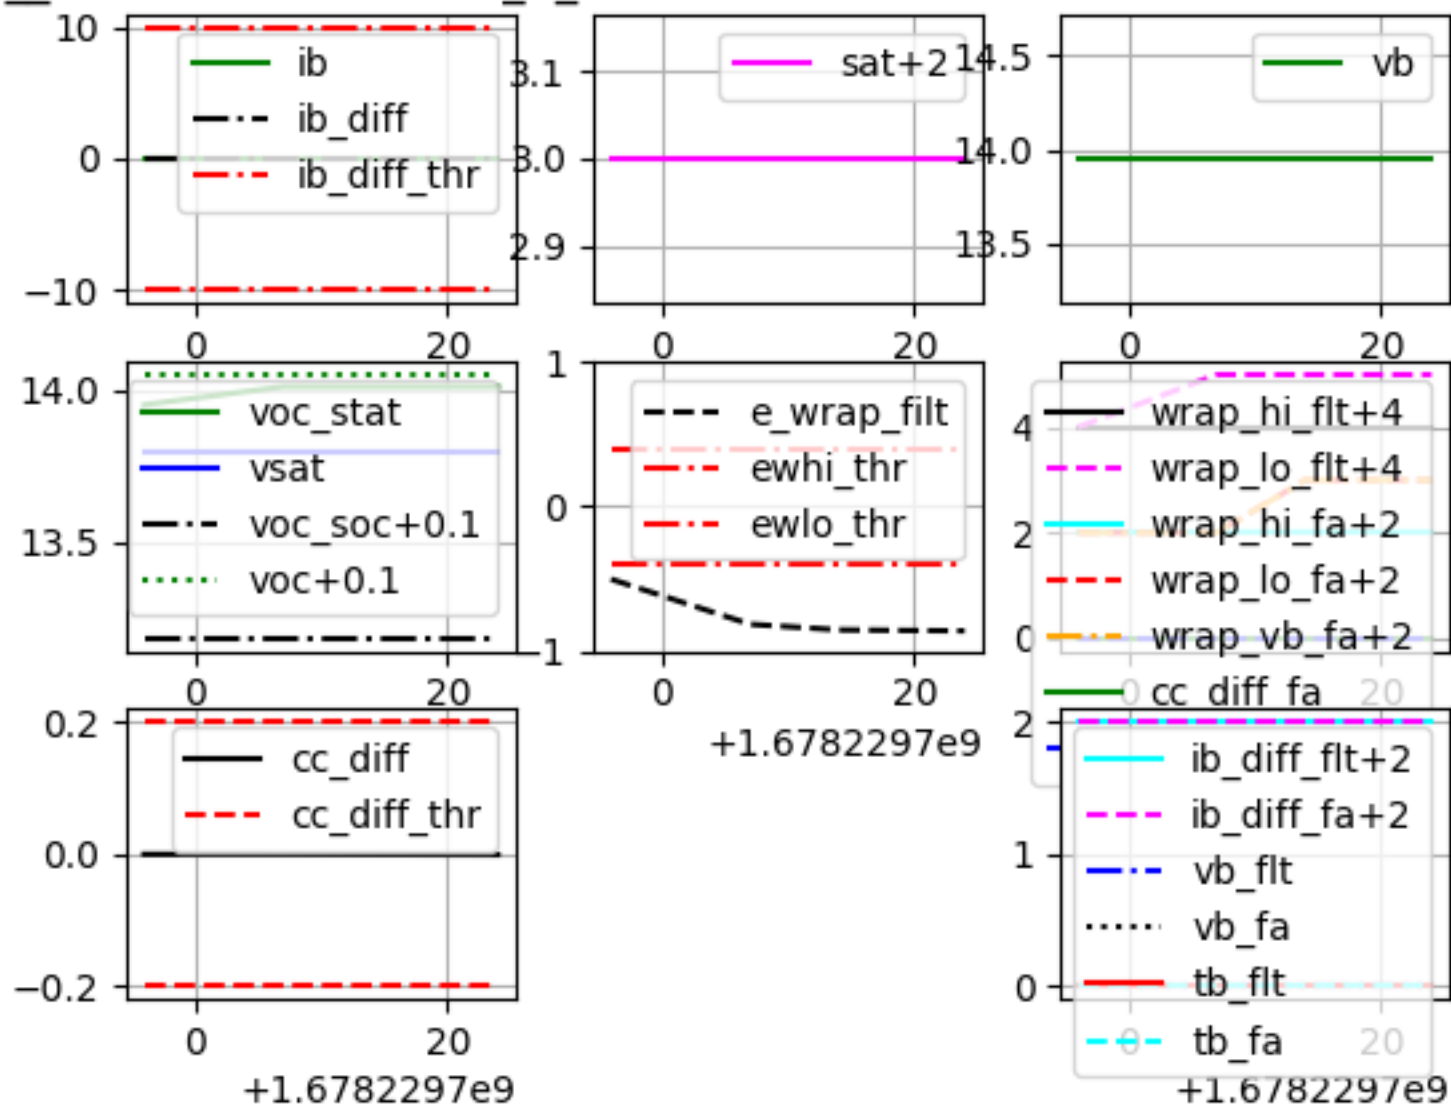 10
0
−10
ib
ib_diff
ib_diff_thr
0
20
3.1
3.0
2.9
sat+2
0
20
14.5
14.0
13.5
vb
0
20
14.0
13.5
voc_stat
vsat
voc_soc+0.1
voc+0.1
0
20
1
0
−1
e_wrap_filt
ewhi_thr
ewlo_thr
0
20
+1.6782297e9
4
2
0
wrap_hi_flt+4
wrap_lo_flt+4
wrap_hi_fa+2
wrap_lo_fa+2
wrap_vb_fa+2
cc_diff_fa
0
20
0.2
0.0
−0.2
cc_diff
cc_diff_thr
0
20
+1.6782297e9
2
1
0
ib_diff_flt+2
ib_diff_fa+2
vb_flt
vb_fa
tb_flt
tb_fa
0
20
+1.6782297e9